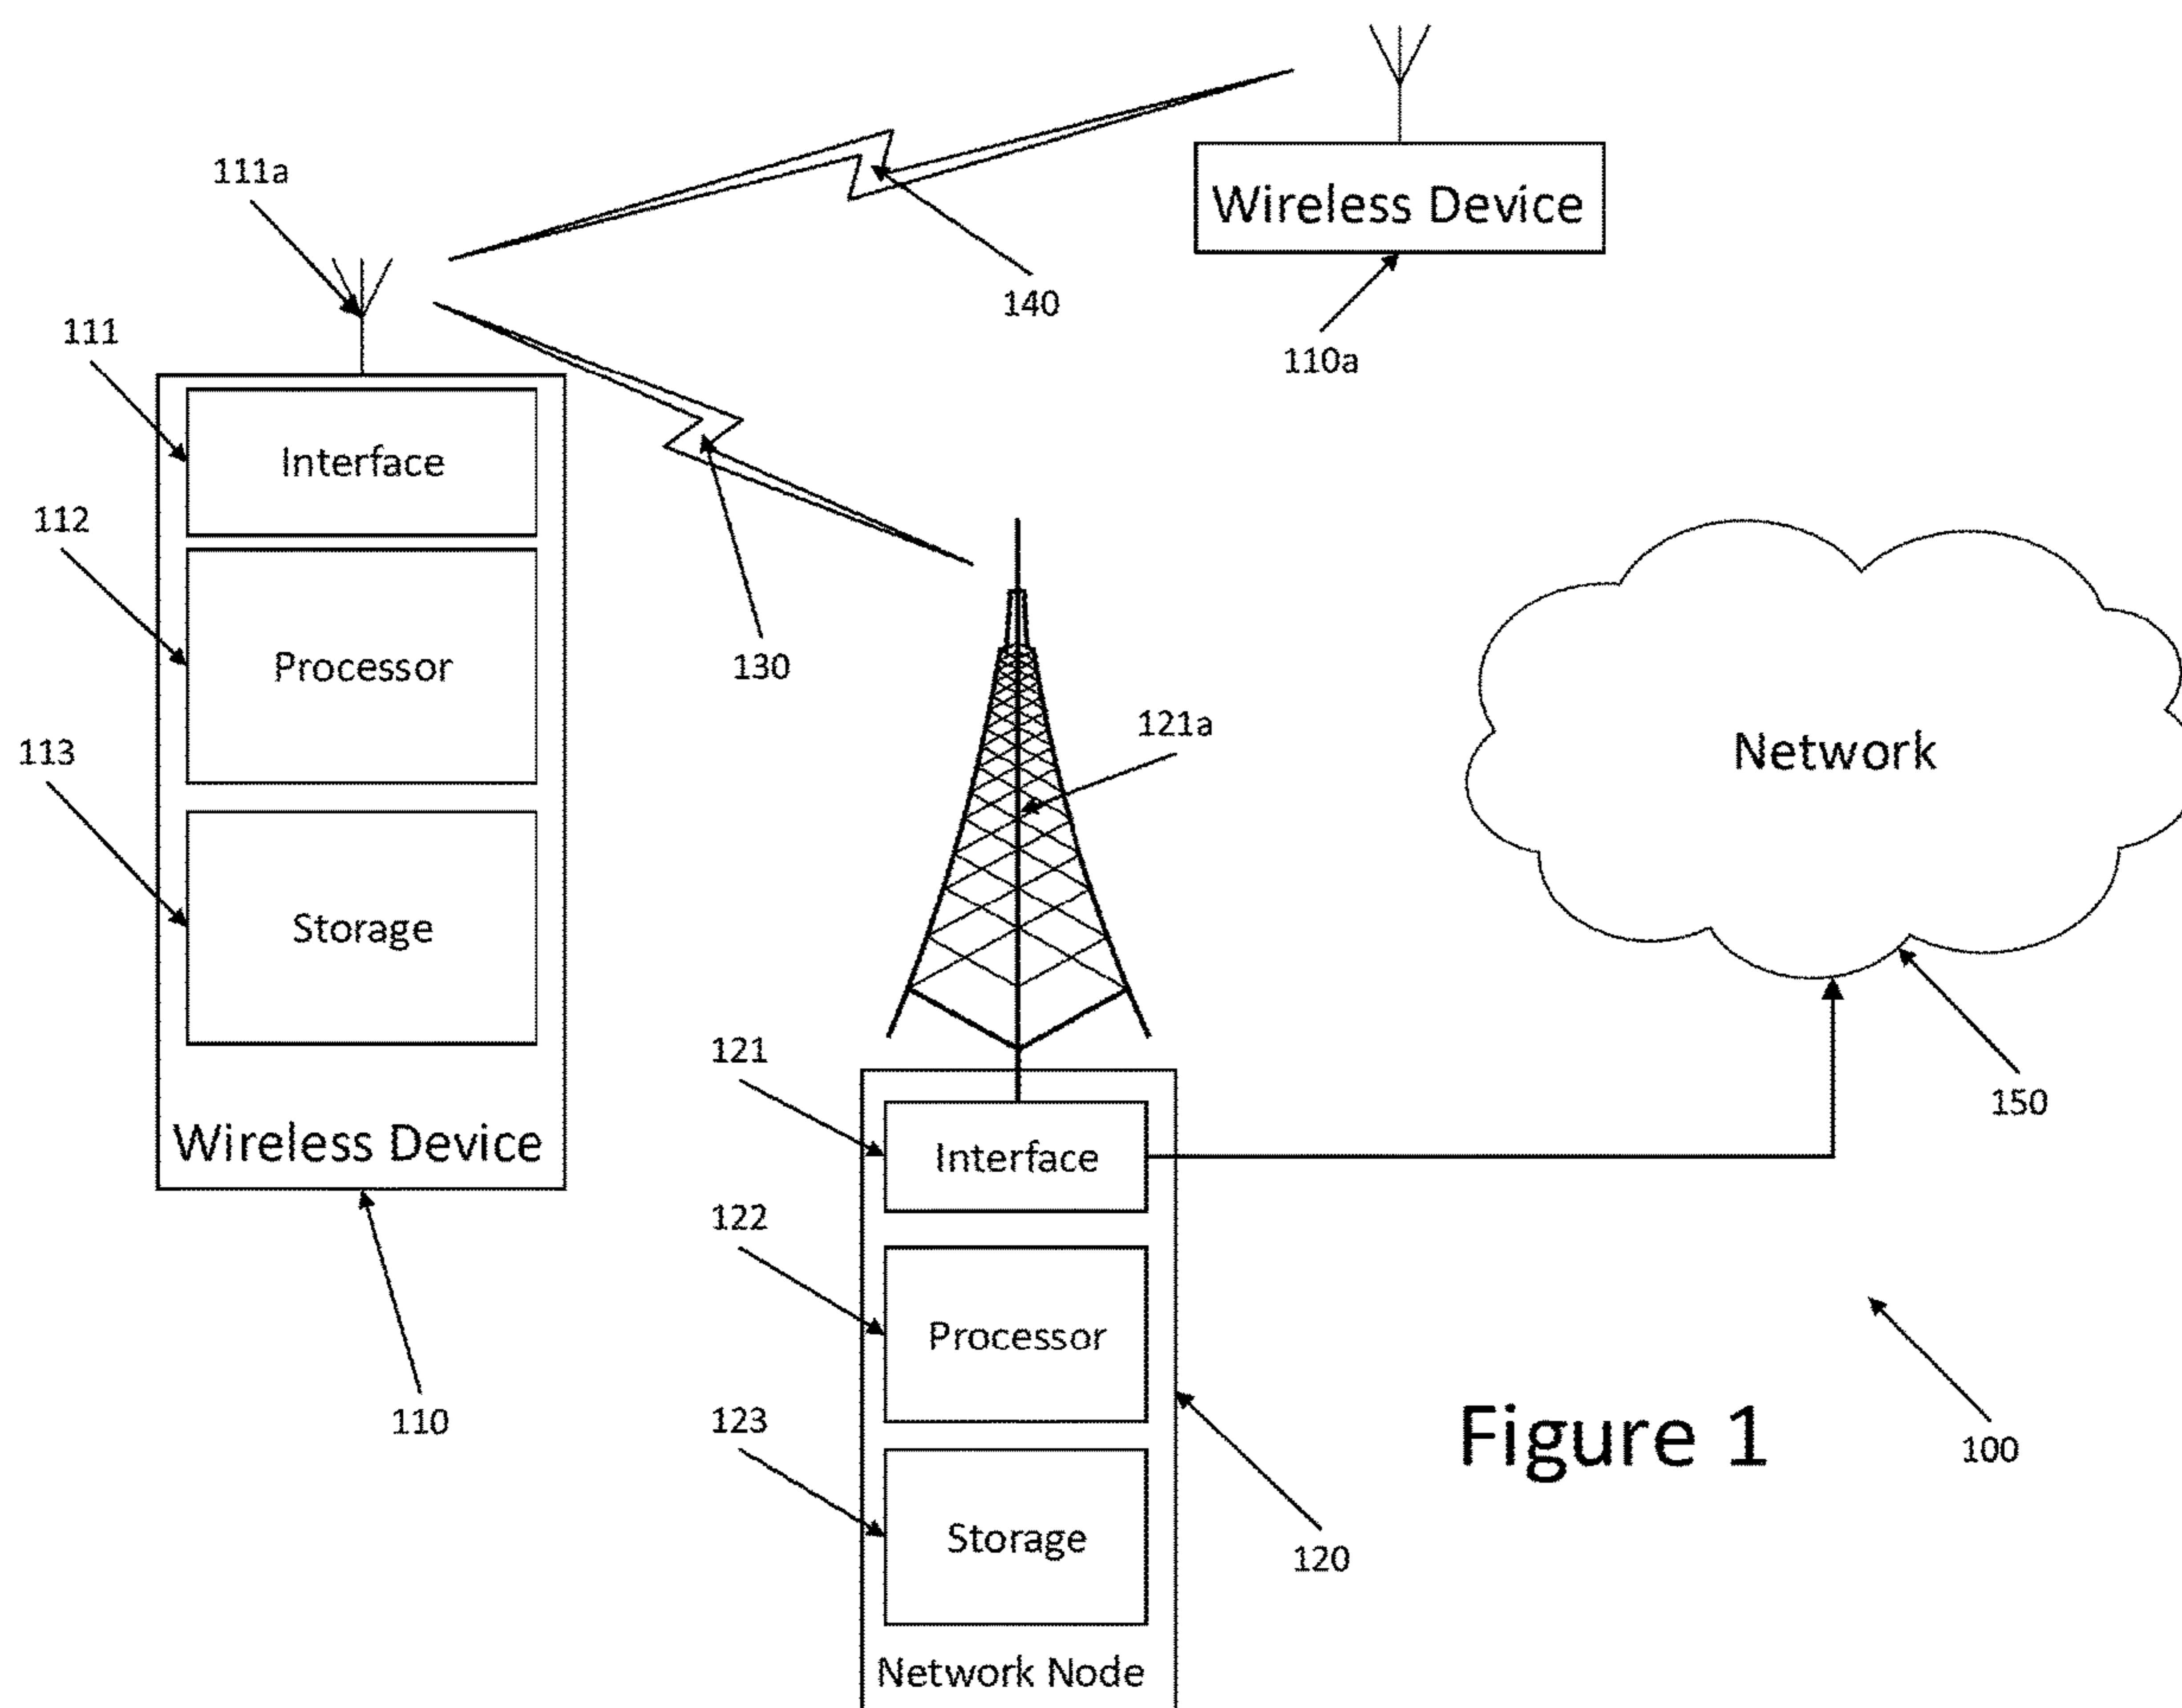 111a
Wireless Device
140
110a
111
Interface
112
Processor
130
113
Storage
121a
Network
Wireless Device
110
121
Interface
150
122
Processor
123
Storage
120
Network Node
Figure 1
100